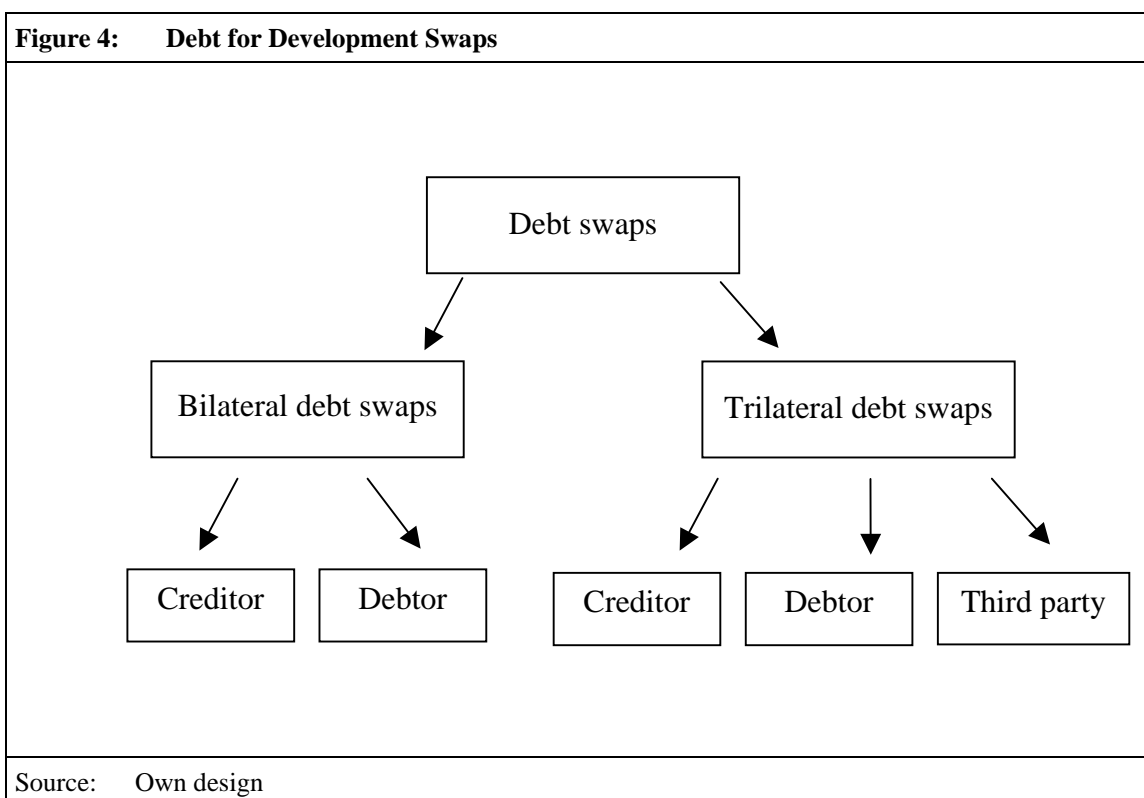 Figure 4: Debt for Development Swaps
Debt swaps
Bilateral debt swaps
Trilateral debt swaps
Creditor
Debtor
Creditor
Debtor
Third party
Source: Own design